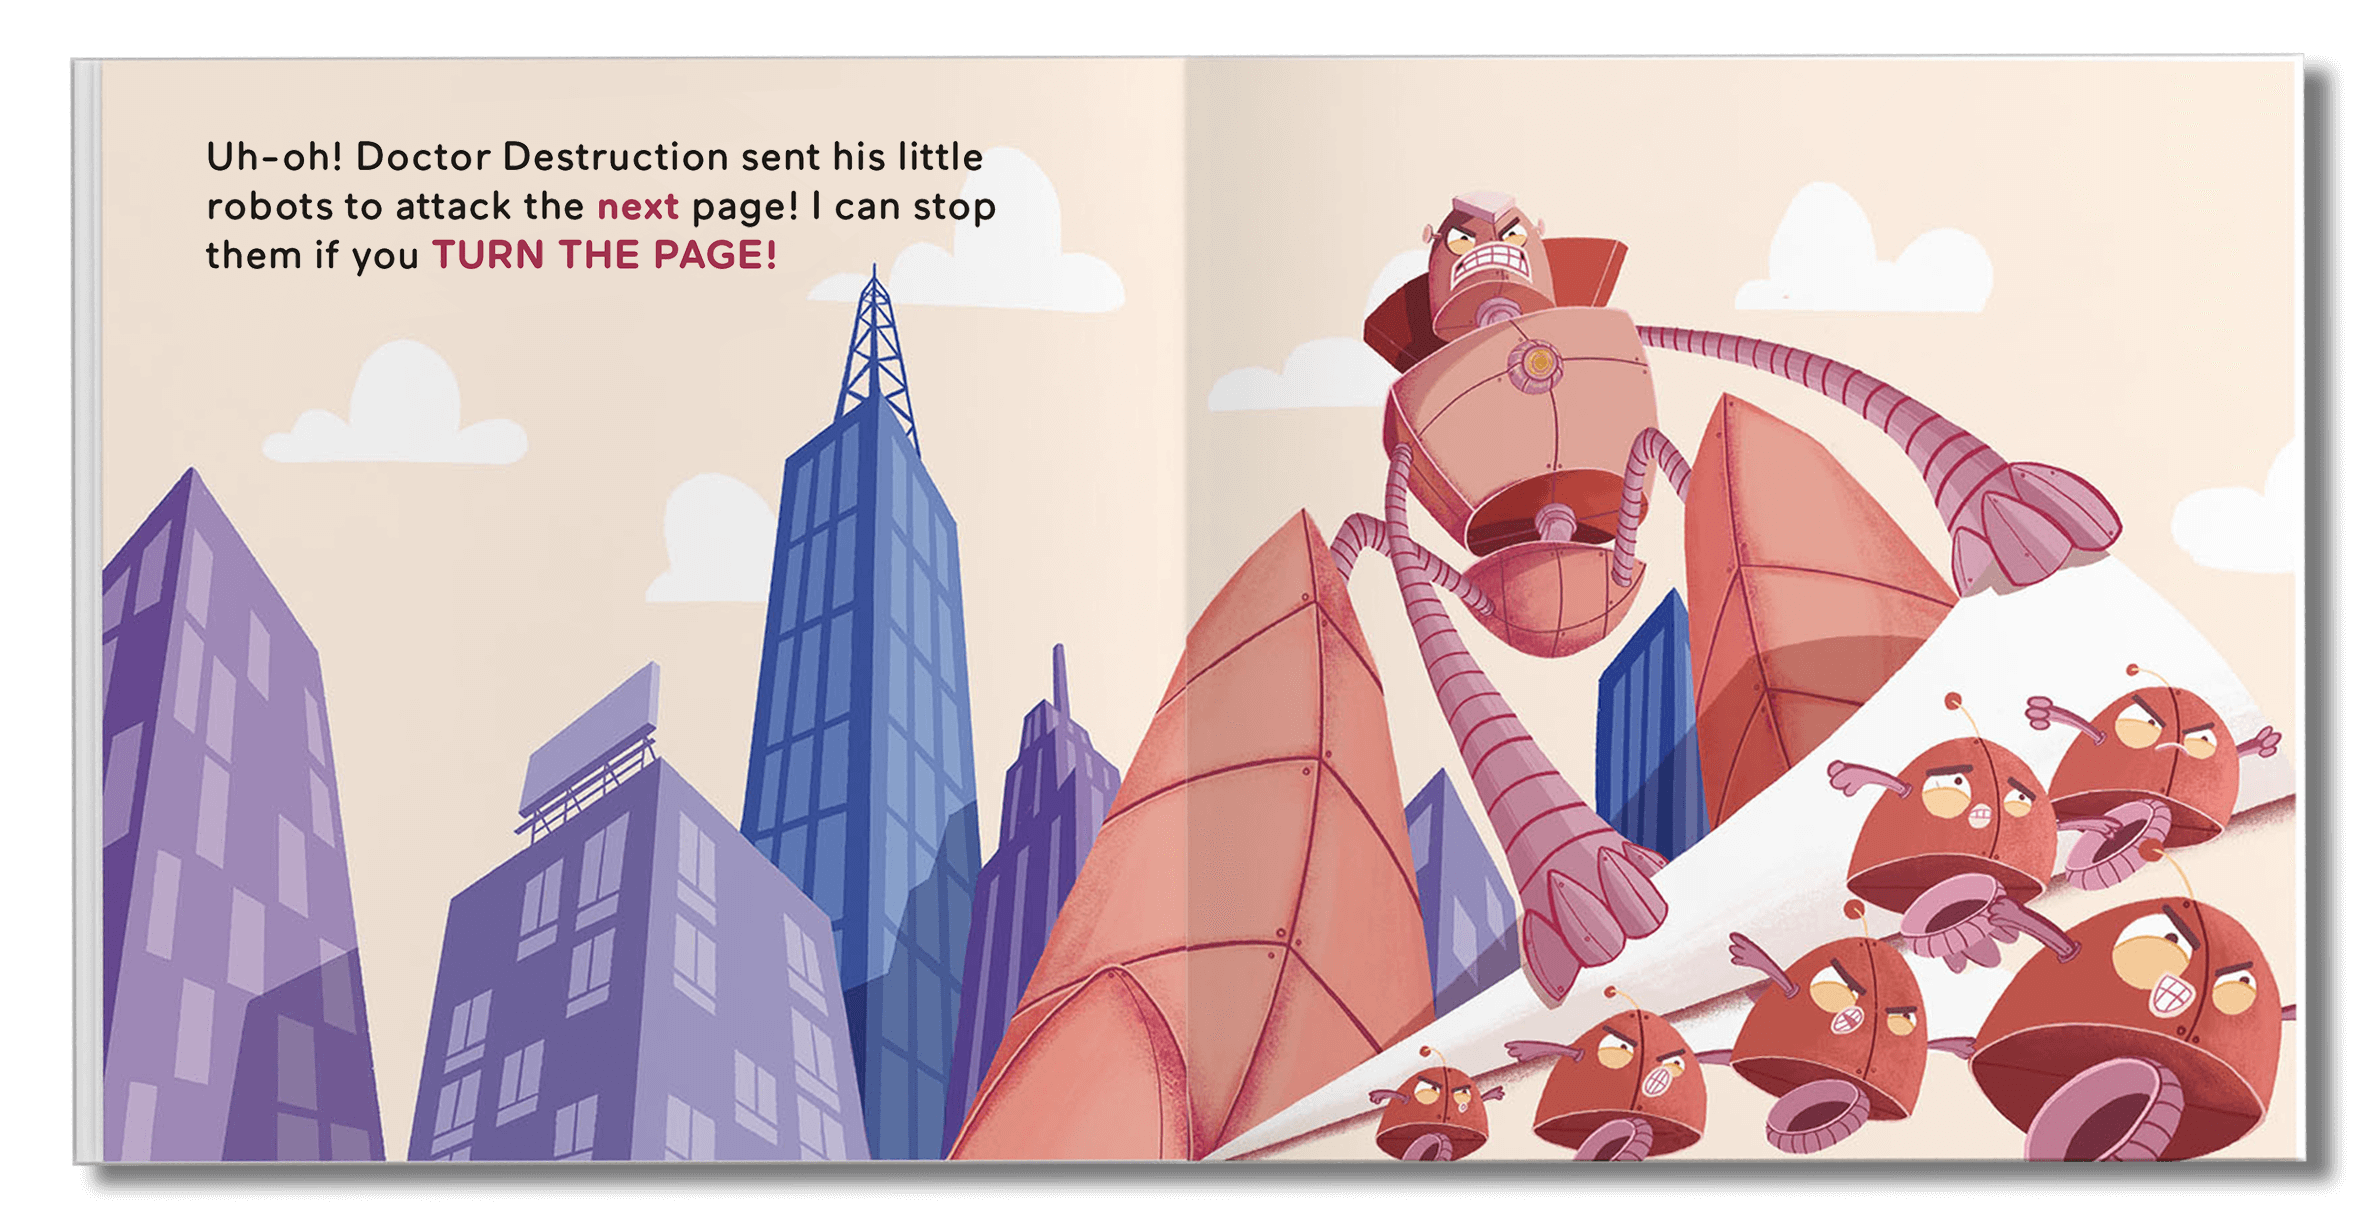 Uh-oh! Doctor Destruction sent his little
robots to attack the next page! I can stop
them if you TURN THE PAGE!